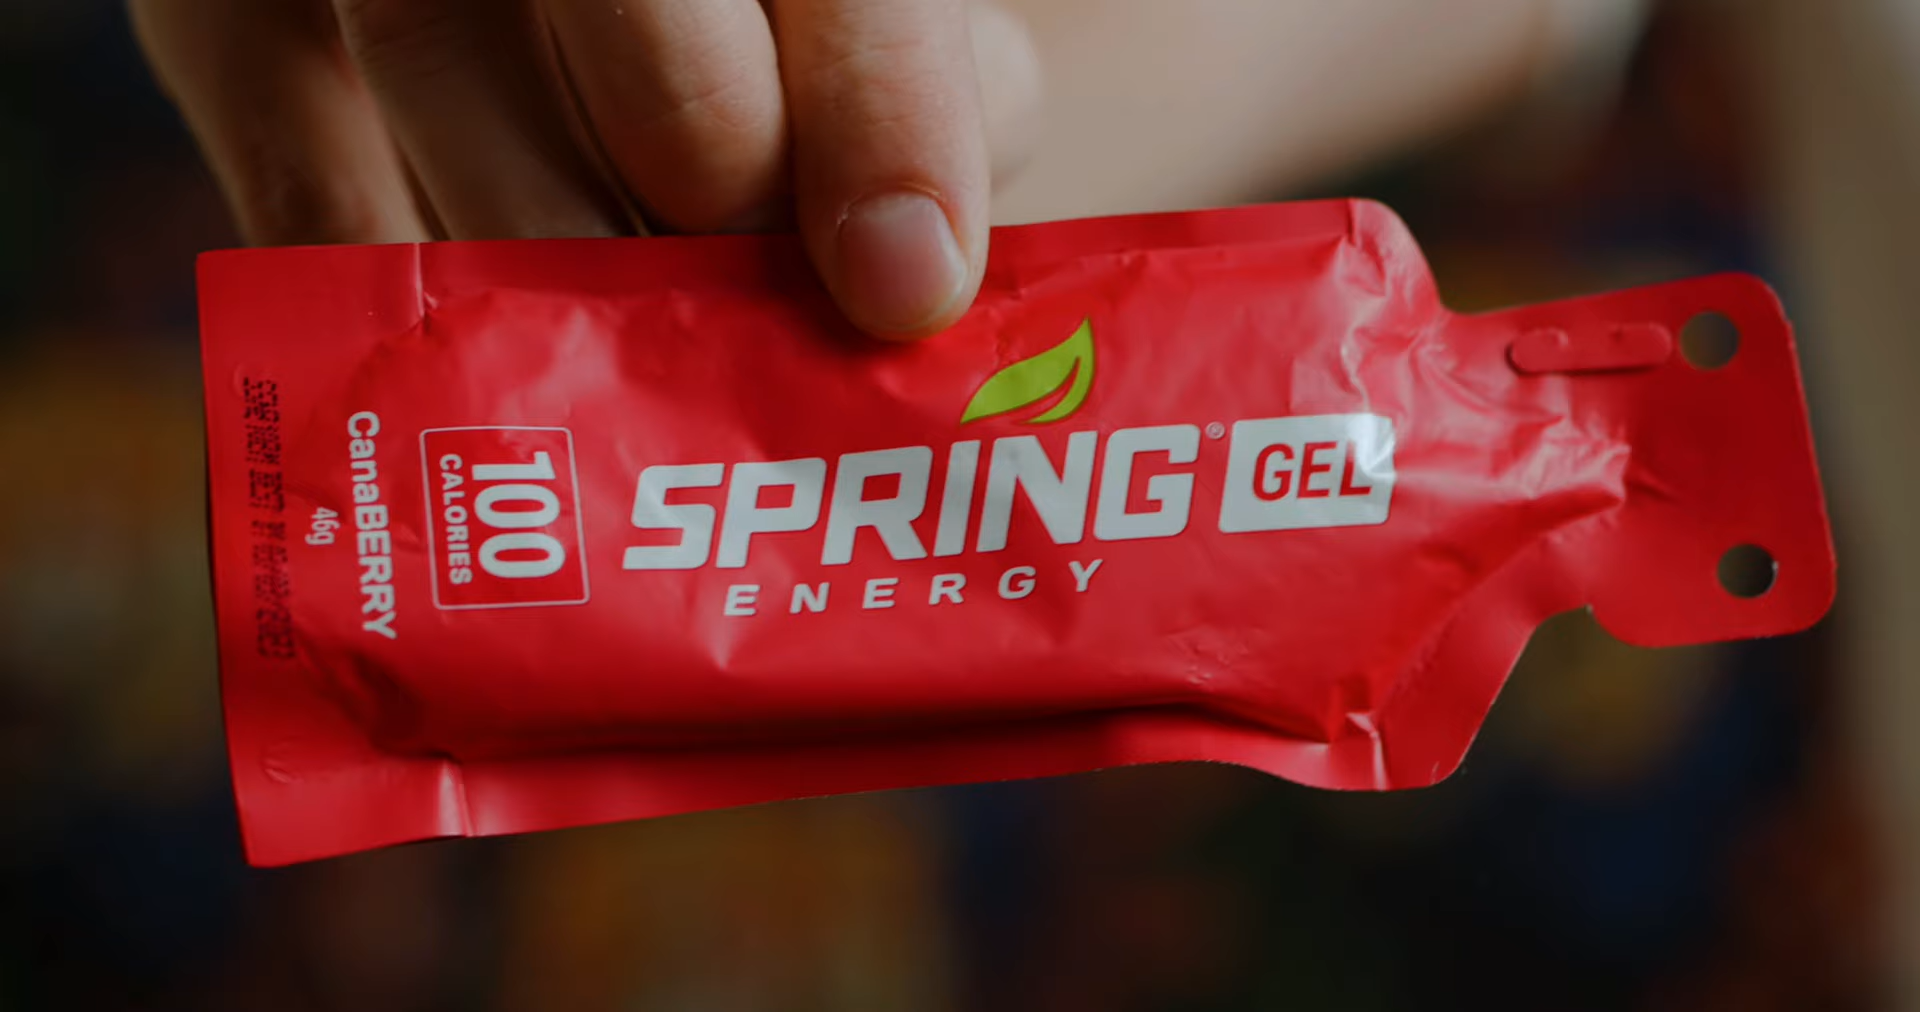 SPRING® GEL
ENERGY
100
CALORIES
CanaBERRY
46g